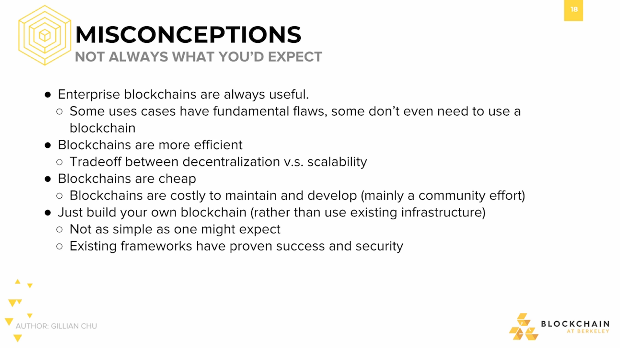 18
MISCONCEPTIONS
NOT ALWAYS WHAT YOU'D EXPECT
● Enterprise blockchains are always useful.
○ Some uses cases have fundamental flaws, some don't even need to use a
blockchain
● Blockchains are more efficient
○ Tradeoff between decentralization v.s. scalability
● Blockchains are cheap
○ Blockchains are costly to maintain and develop (mainly a community effort)
● Just build your own blockchain (rather than use existing infrastructure)
○ Not as simple as one might expect
○ Existing frameworks have proven success and security
AUTHOR: GILLIAN CHU
BLOCKCHAIN
AT BERKELEY